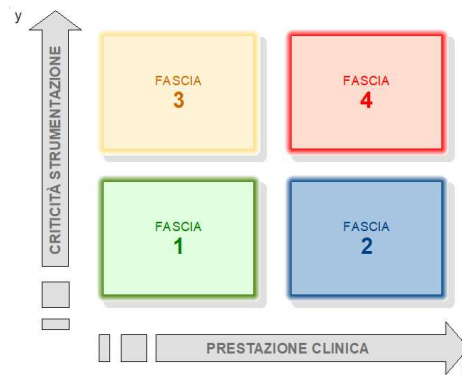 y
CRITICITÀ STRUMENTAZIONE
FASCIA
3
FASCIA
4
FASCIA
1
FASCIA
2
PRESTAZIONE CLINICA